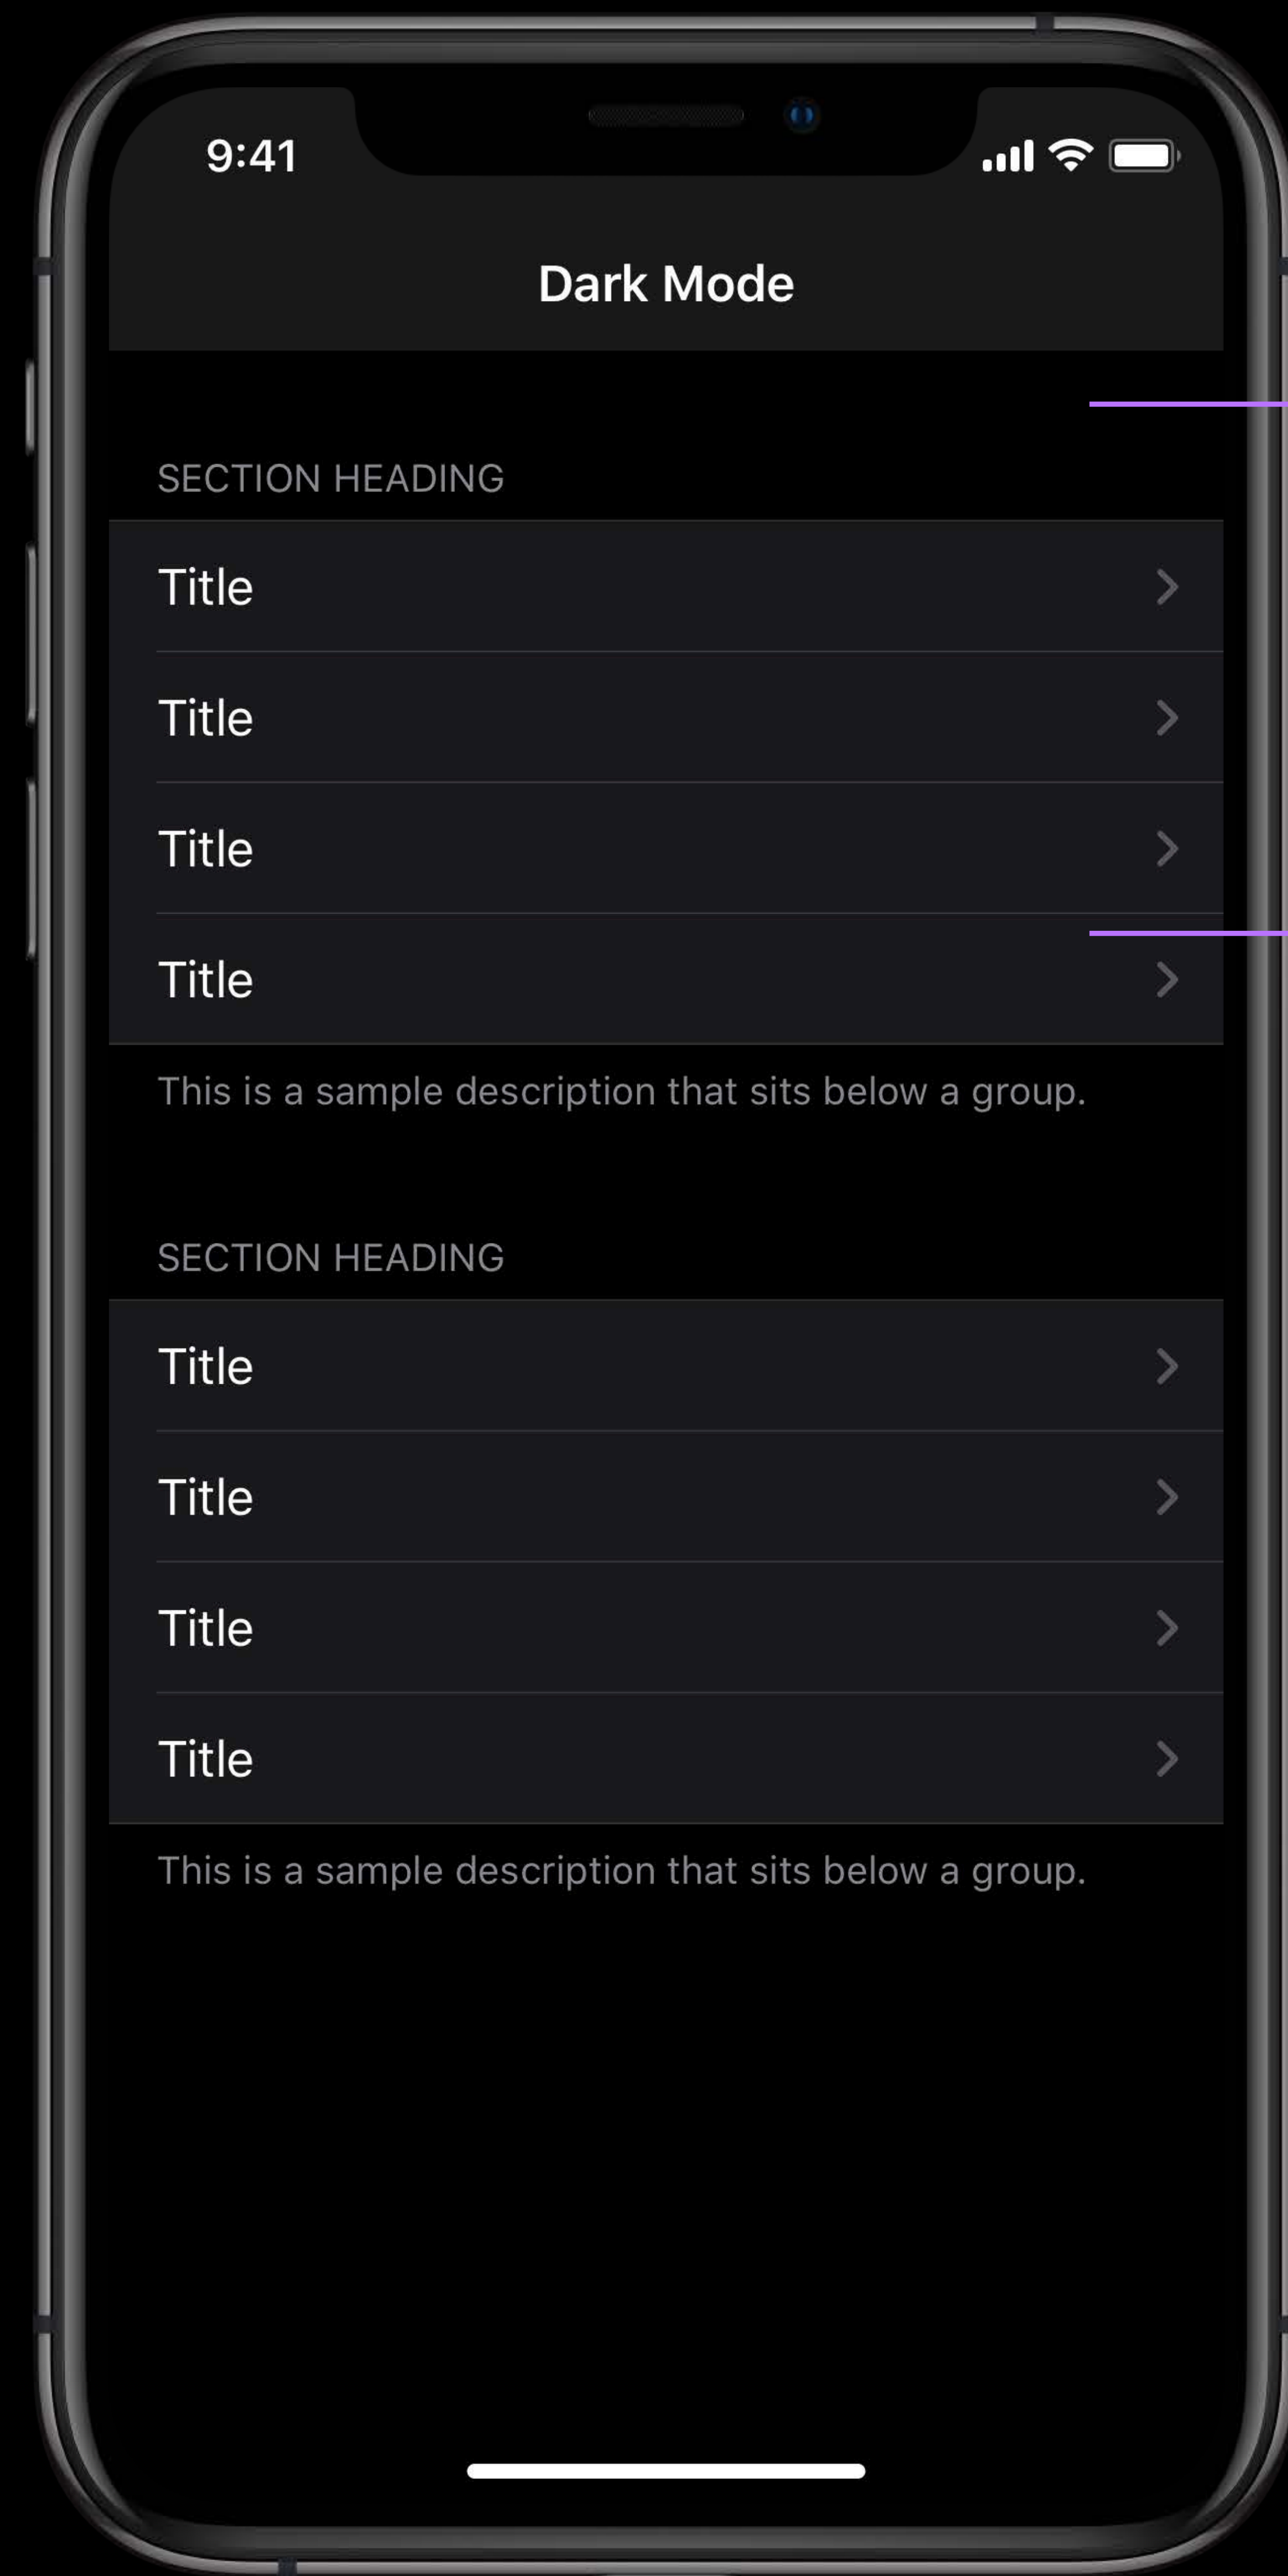 9:41
Dark Mode
SECTION HEADING
Title
Title
Title
Title
This is a sample description that sits below a group.
SECTION HEADING
Title
Title
Title
Title
This is a sample description that sits below a group.